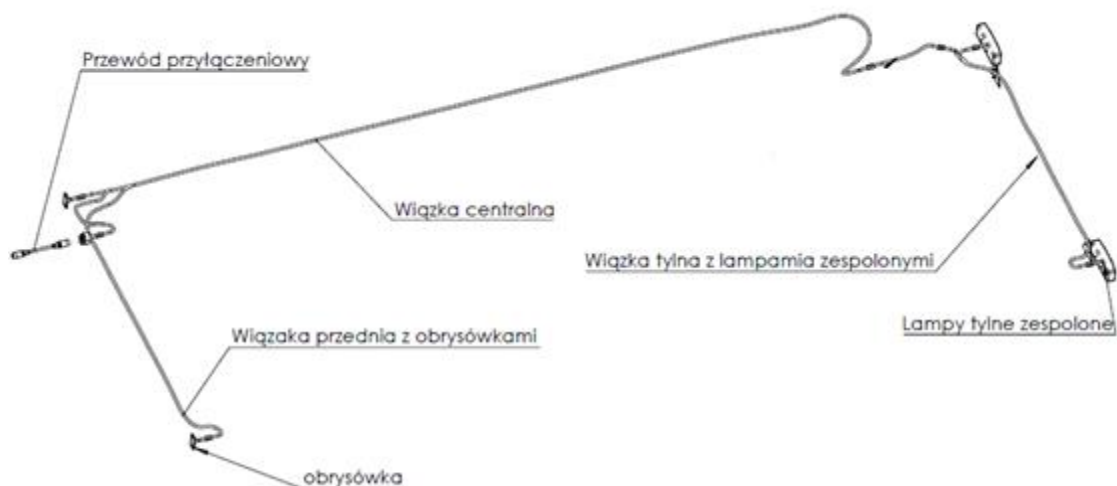 Przewód przyłączeniowy
Wiązka centralna
Wiązka tylna z lampamia zespolonymi
Lampy tylne zespolone
Wiązaka przednia z obrysówkami
obrysówka